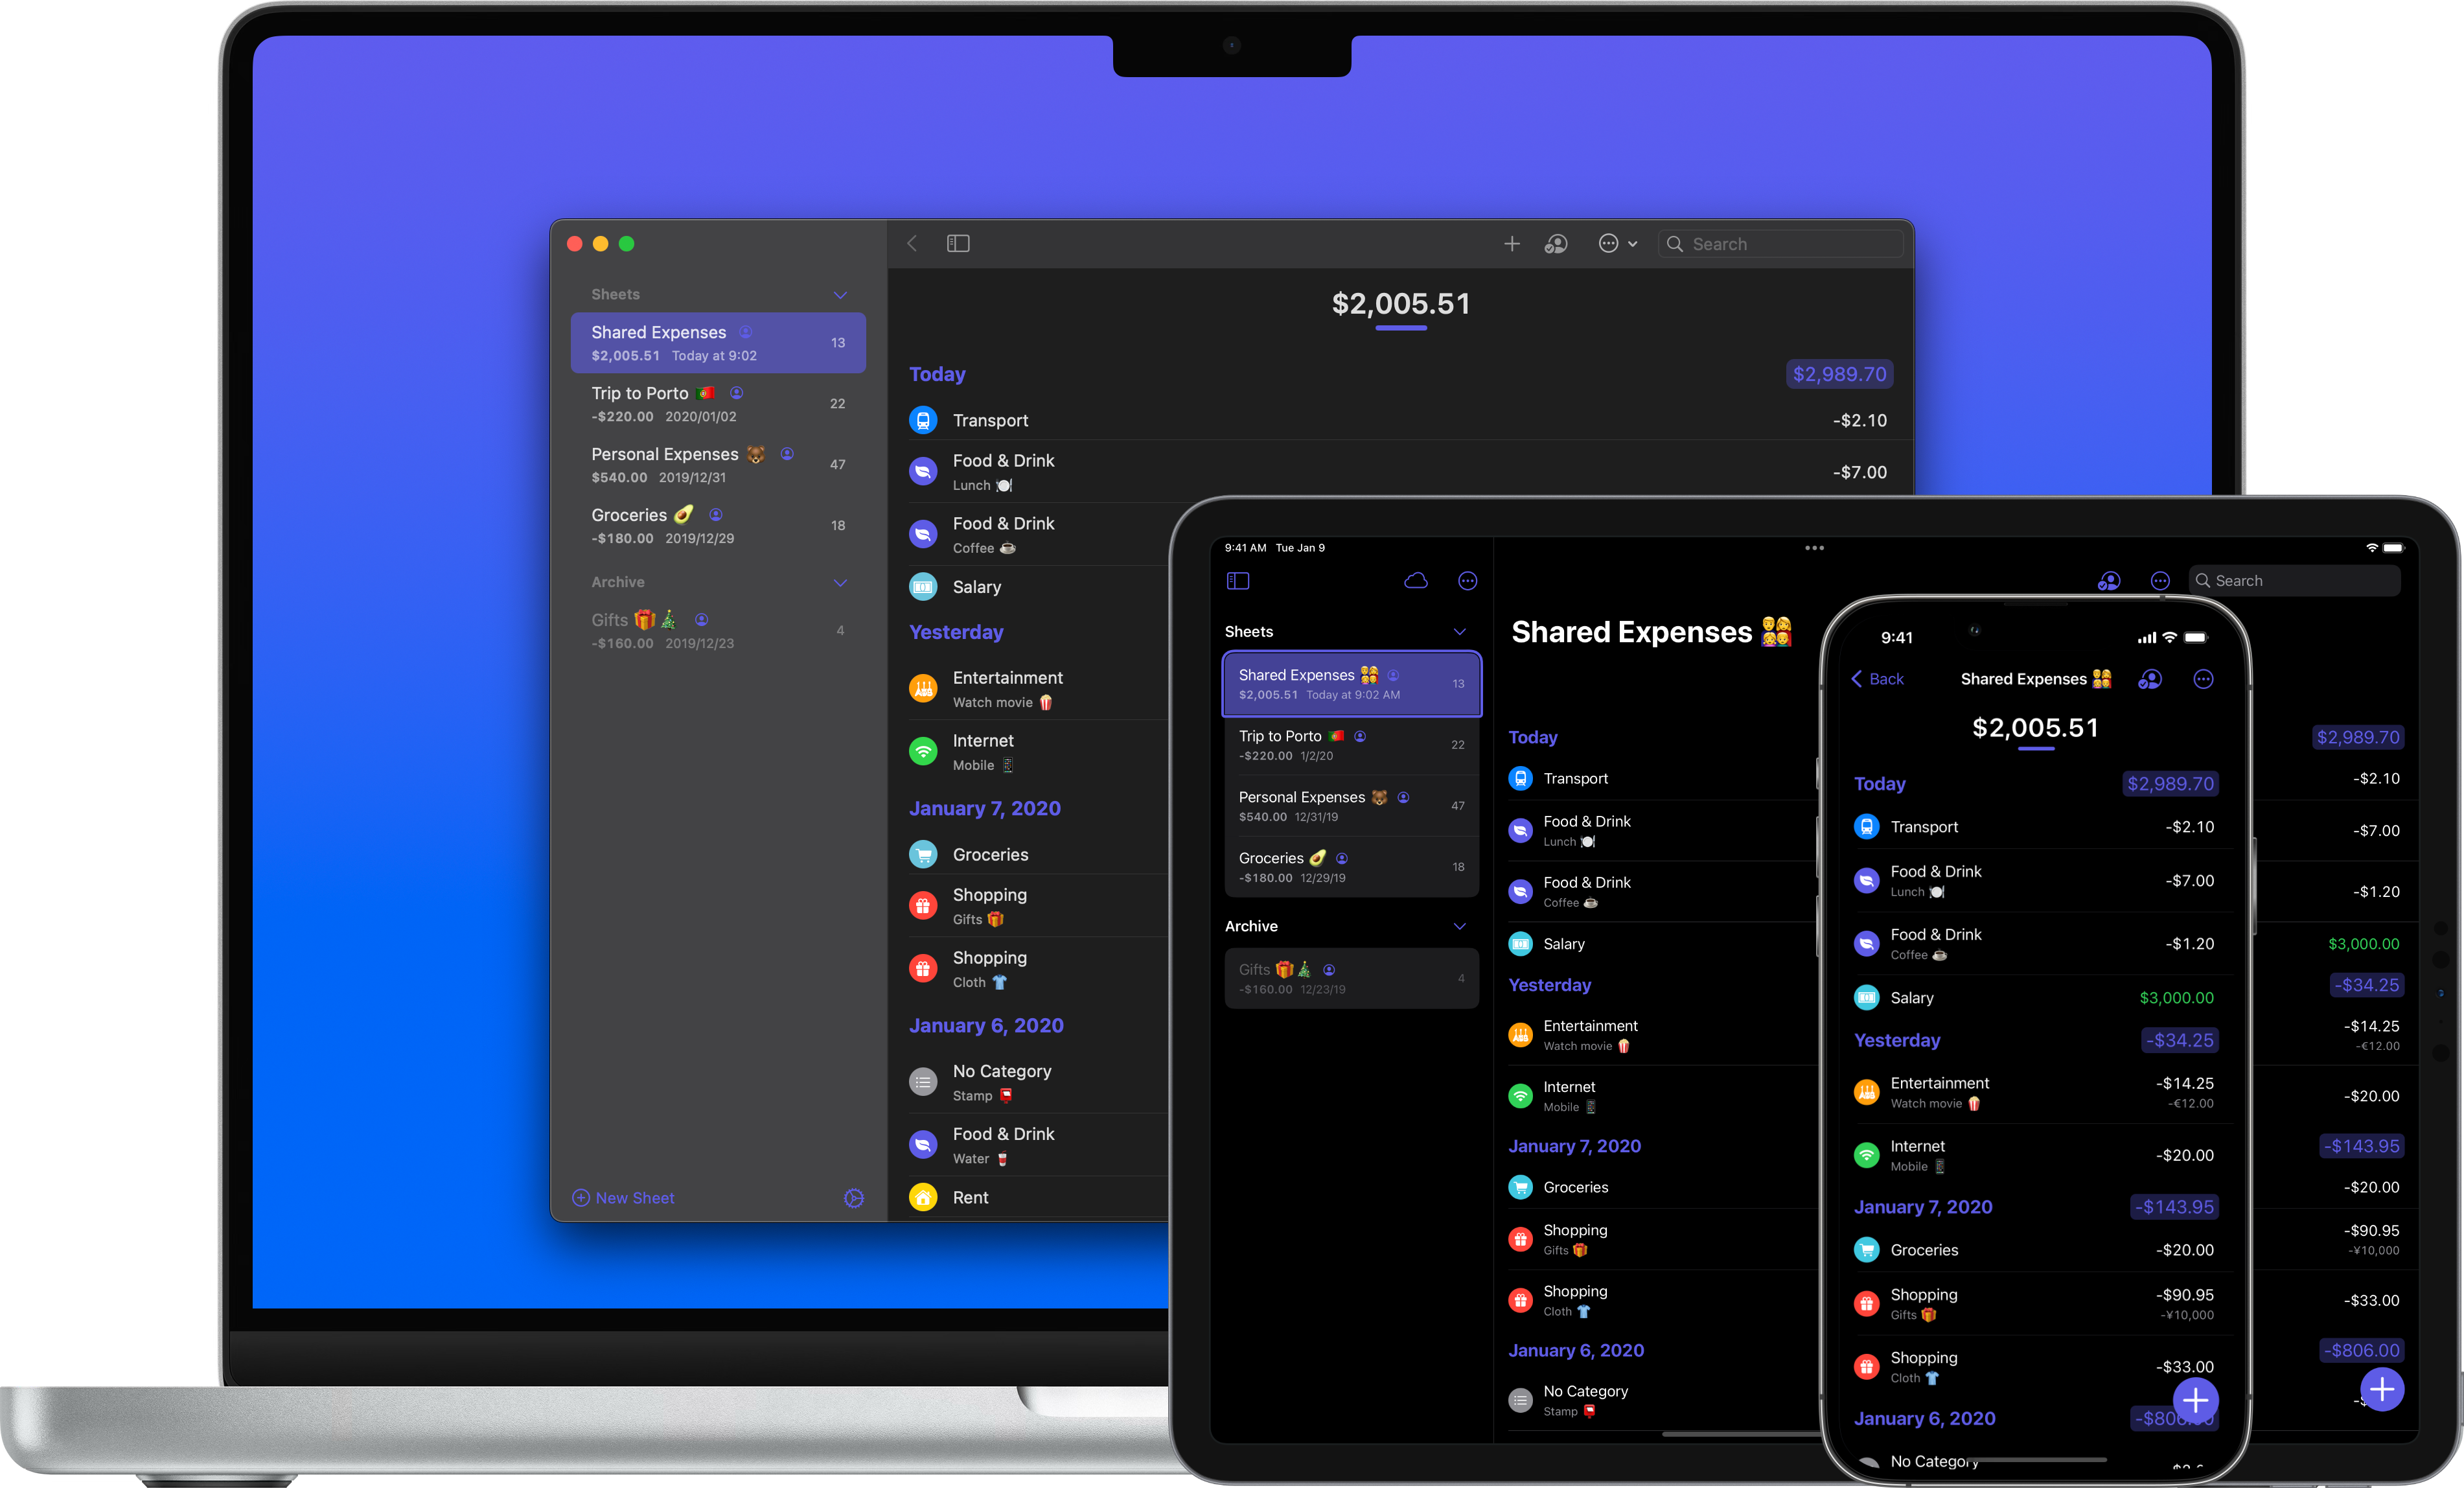 Search
Sheets
Shared Expenses
13
$2,005.51 Today at 9:02
Trip to Porto 🇵🇹
22
-$220.00 2020/01/02
Personal Expenses 🐻
47
$540.00 2019/12/31
Groceries 🥑
18
-$180.00 2019/12/29
Archive
Gifts 🎁🎄
4
-$160.00 2019/12/23
New Sheet
$2,005.51
Today $2,989.70
Transport -$2.10
Food & Drink -$7.00
Lunch 🍽
Food & Drink
Coffee ☕️
Salary
Yesterday
Entertainment
Watch movie 🍿
Internet
Mobile 📱
January 7, 2020
Groceries
Shopping
Gifts 🎁
Shopping
Cloth 👕
January 6, 2020
No Category
Stamp 📮
Food & Drink
Water 🥤
Rent
9:41 AM Tue Jan 9
Search
Sheets
Shared Expenses 👨‍👩‍👧‍👦
13
$2,005.51 Today at 9:02 AM
Trip to Porto 🇵🇹
22
-$220.00 1/2/20
Personal Expenses 🐻
47
$540.00 12/31/19
Groceries 🥑
18
-$180.00 12/29/19
Archive
Gifts 🎁🎄
4
-$160.00 12/23/19
Shared Expenses 👨‍👩‍👧‍👦
Today $2,989.70
Transport -$2.10
Food & Drink -$7.00
Lunch 🍽
Food & Drink -$1.20
Coffee ☕️
Salary $3,000.00
Yesterday -$34.25
Entertainment -$14.25
Watch movie 🍿 -€12.00
Internet -$20.00
Mobile 📱
January 7, 2020 -$143.95
Groceries -$20.00
Shopping -$90.95
Gifts 🎁 -¥10,000
Shopping -$33.00
Cloth 👕
January 6, 2020 -$806.00
No Category
Stamp 📮
9:41
Back
Shared Expenses 👨‍👩‍👧‍👦
$2,005.51
Today $2,989.70
Transport -$2.10
Food & Drink -$7.00
Lunch 🍽
Food & Drink -$1.20
Coffee ☕️
Salary $3,000.00
Yesterday -$34.25
Entertainment -$14.25
Watch movie 🍿 -€12.00
Internet -$20.00
Mobile 📱
January 7, 2020 -$143.95
Groceries -$20.00
Shopping -$90.95
Gifts 🎁 -¥10,000
Shopping -$33.00
Cloth 👕
January 6, 2020
No Category